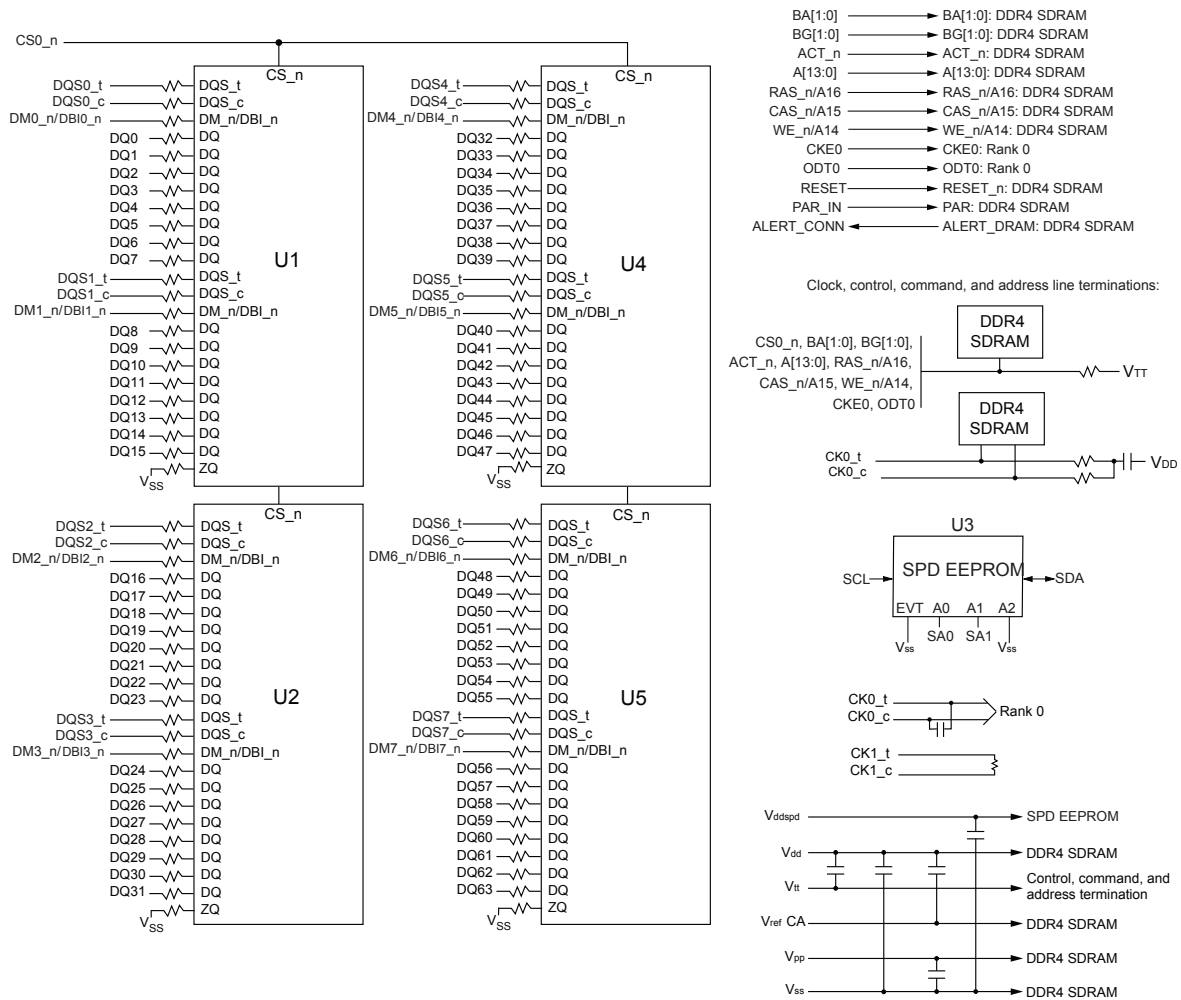 CS0_n
CS_n
DQS0_t DQS_t
DQS0_c DQS_c
DM0_n/DBI0_n DM_n/DBI_n
DQ0 DQ
DQ1 DQ
DQ2 DQ
DQ3 DQ
DQ4 DQ
DQ5 DQ
DQ6 DQ
DQ7 DQ
U1
DQS1_t DQS_t
DQS1_c DQS_c
DM1_n/DBI1_n DM_n/DBI_n
DQ8 DQ
DQ9 DQ
DQ10 DQ
DQ11 DQ
DQ12 DQ
DQ13 DQ
DQ14 DQ
DQ15 DQ
VSS ZQ
CS_n
DQS2_t DQS_t
DQS2_c DQS_c
DM2_n/DBI2_n DM_n/DBI_n
DQ16 DQ
DQ17 DQ
DQ18 DQ
DQ19 DQ
DQ20 DQ
DQ21 DQ
DQ22 DQ
DQ23 DQ
U2
DQS3_t DQS_t
DQS3_c DQS_c
DM3_n/DBI3_n DM_n/DBI_n
DQ24 DQ
DQ25 DQ
DQ26 DQ
DQ27 DQ
DQ28 DQ
DQ29 DQ
DQ30 DQ
DQ31 DQ
VSS ZQ
CS_n
DQS4_t DQS_t
DQS4_c DQS_c
DM4_n/DBI4_n DM_n/DBI_n
DQ32 DQ
DQ33 DQ
DQ34 DQ
DQ35 DQ
DQ36 DQ
DQ37 DQ
DQ38 DQ
DQ39 DQ
U4
DQS5_t DQS_t
DQS5_c DQS_c
DM5_n/DBI5_n DM_n/DBI_n
DQ40 DQ
DQ41 DQ
DQ42 DQ
DQ43 DQ
DQ44 DQ
DQ45 DQ
DQ46 DQ
DQ47 DQ
VSS ZQ
CS_n
DQS6_t DQS_t
DQS6_c DQS_c
DM6_n/DBI6_n DM_n/DBI_n
DQ48 DQ
DQ49 DQ
DQ50 DQ
DQ51 DQ
DQ52 DQ
DQ53 DQ
DQ54 DQ
DQ55 DQ
U5
DQS7_t DQS_t
DQS7_c DQS_c
DM7_n/DBI7_n DM_n/DBI_n
DQ56 DQ
DQ57 DQ
DQ58 DQ
DQ59 DQ
DQ60 DQ
DQ61 DQ
DQ62 DQ
DQ63 DQ
VSS ZQ
BA[1:0] BA[1:0]: DDR4 SDRAM
BG[1:0] BG[1:0]: DDR4 SDRAM
ACT_n ACT_n: DDR4 SDRAM
A[13:0] A[13:0]: DDR4 SDRAM
RAS_n/A16 RAS_n/A16: DDR4 SDRAM
CAS_n/A15 CAS_n/A15: DDR4 SDRAM
WE_n/A14 WE_n/A14: DDR4 SDRAM
CKE0 CKE0: Rank 0
ODT0 ODT0: Rank 0
RESET RESET_n: DDR4 SDRAM
PAR_IN PAR: DDR4 SDRAM
ALERT_CONN ALERT_DRAM: DDR4 SDRAM
Clock, control, command, and address line terminations:
DDR4
SDRAM
CS0_n, BA[1:0], BG[1:0],
ACT_n, A[13:0], RAS_n/A16,
CAS_n/A15, WE_n/A14,
CKE0, ODT0
VTT
DDR4
SDRAM
CK0_t
CK0_c
VDD
U3
SPD EEPROM
SCL
SDA
EVT A0 A1 A2
Vss SA0 SA1 Vss
CK0_t
CK0_c
Rank 0
CK1_t
CK1_c
Vddspd SPD EEPROM
Vdd DDR4 SDRAM
Vtt Control, command, and
address termination
Vref CA DDR4 SDRAM
Vpp DDR4 SDRAM
Vss DDR4 SDRAM